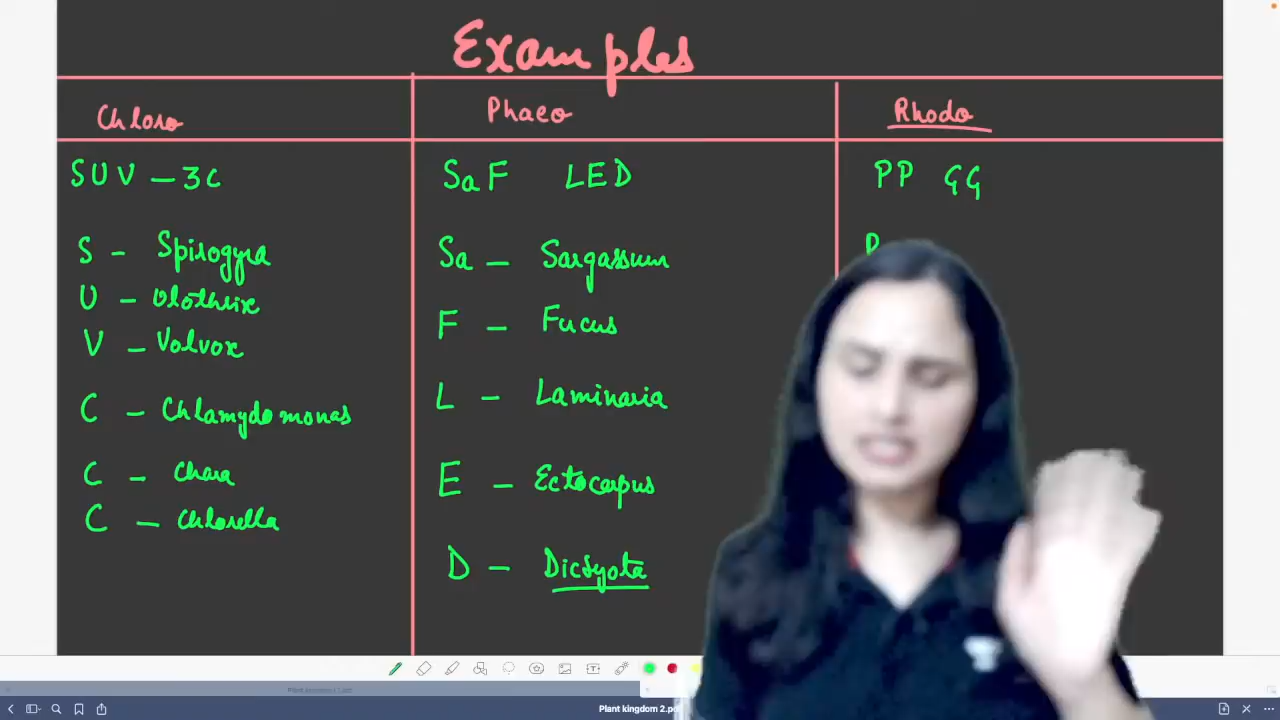 Examples
Chloro
Phaeo
Rhodo
SUV – 3C
SaF LED
PP GG
S – Spirogyra
U – Ulothrix
V – Volvox
C – Chlamydomonas
C – Chara
C – Chlorella
Sa – Sargassum
F – Fucus
L – Laminaria
E – Ectocarpus
D – Dictyota
P
Plant kingdom 2.pd